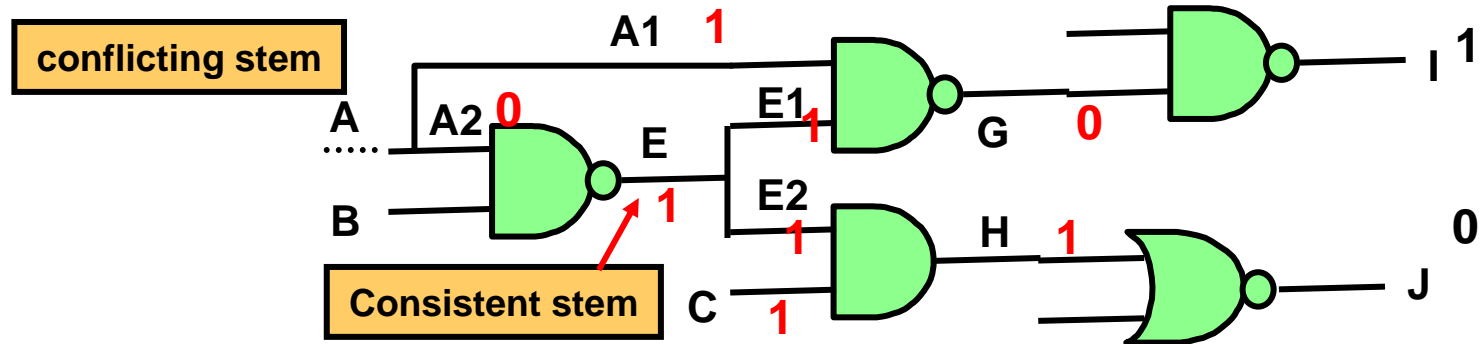 conflicting stem
A1 1
1
I
A
A2 0
E1 1
G 0
E
1
E2
1
0
B
H 1
Consistent stem
C
1
J